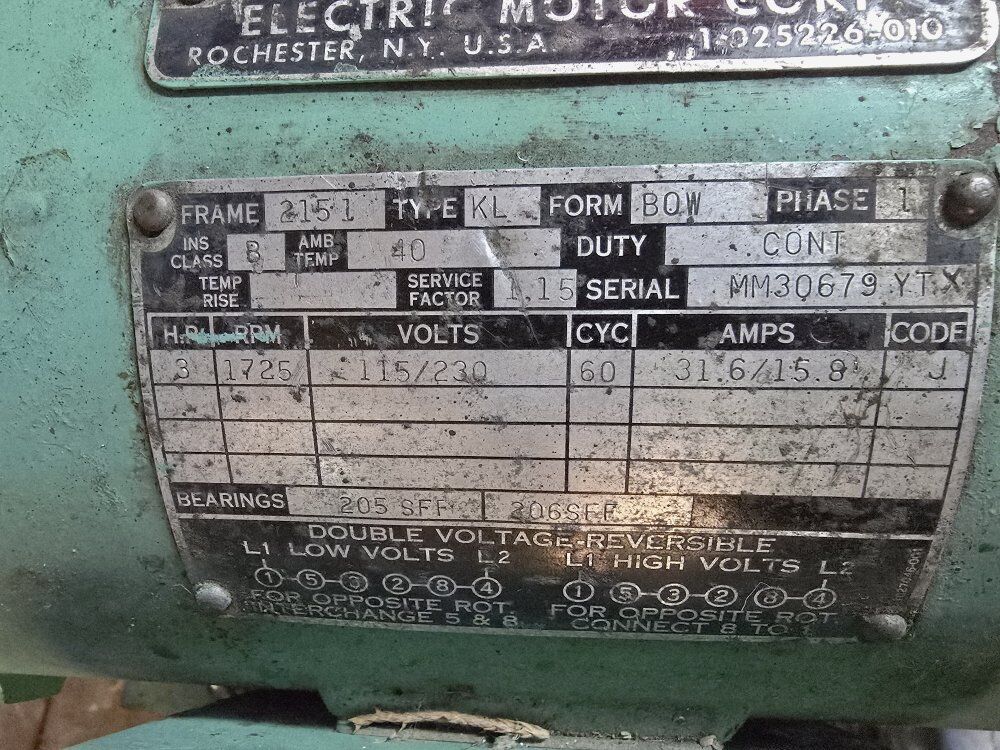 ELECTRIC MOTOR CORP
ROCHESTER, N.Y. U.S.A. 1-025226-010
FRAME 215 TYPE KL FORM BOW PHASE 1
INS CLASS B AMB TEMP 40 DUTY CONT
TEMP RISE SERVICE FACTOR 1.15 SERIAL MM30679 YTX
H.P. RPM VOLTS CYC AMPS CODE
3 1725 115/230 60 31.6/15.8 J
BEARINGS 205 SFF 206SFF
DOUBLE VOLTAGE-REVERSIBLE
L1 LOW VOLTS L2 L1 HIGH VOLTS L2
1-5-3 2-8-4 1 5-3-2-8-4
FOR OPPOSITE ROT. FOR OPPOSITE ROT.
INTERCHANGE 5 & 8 CONNECT 8 TO